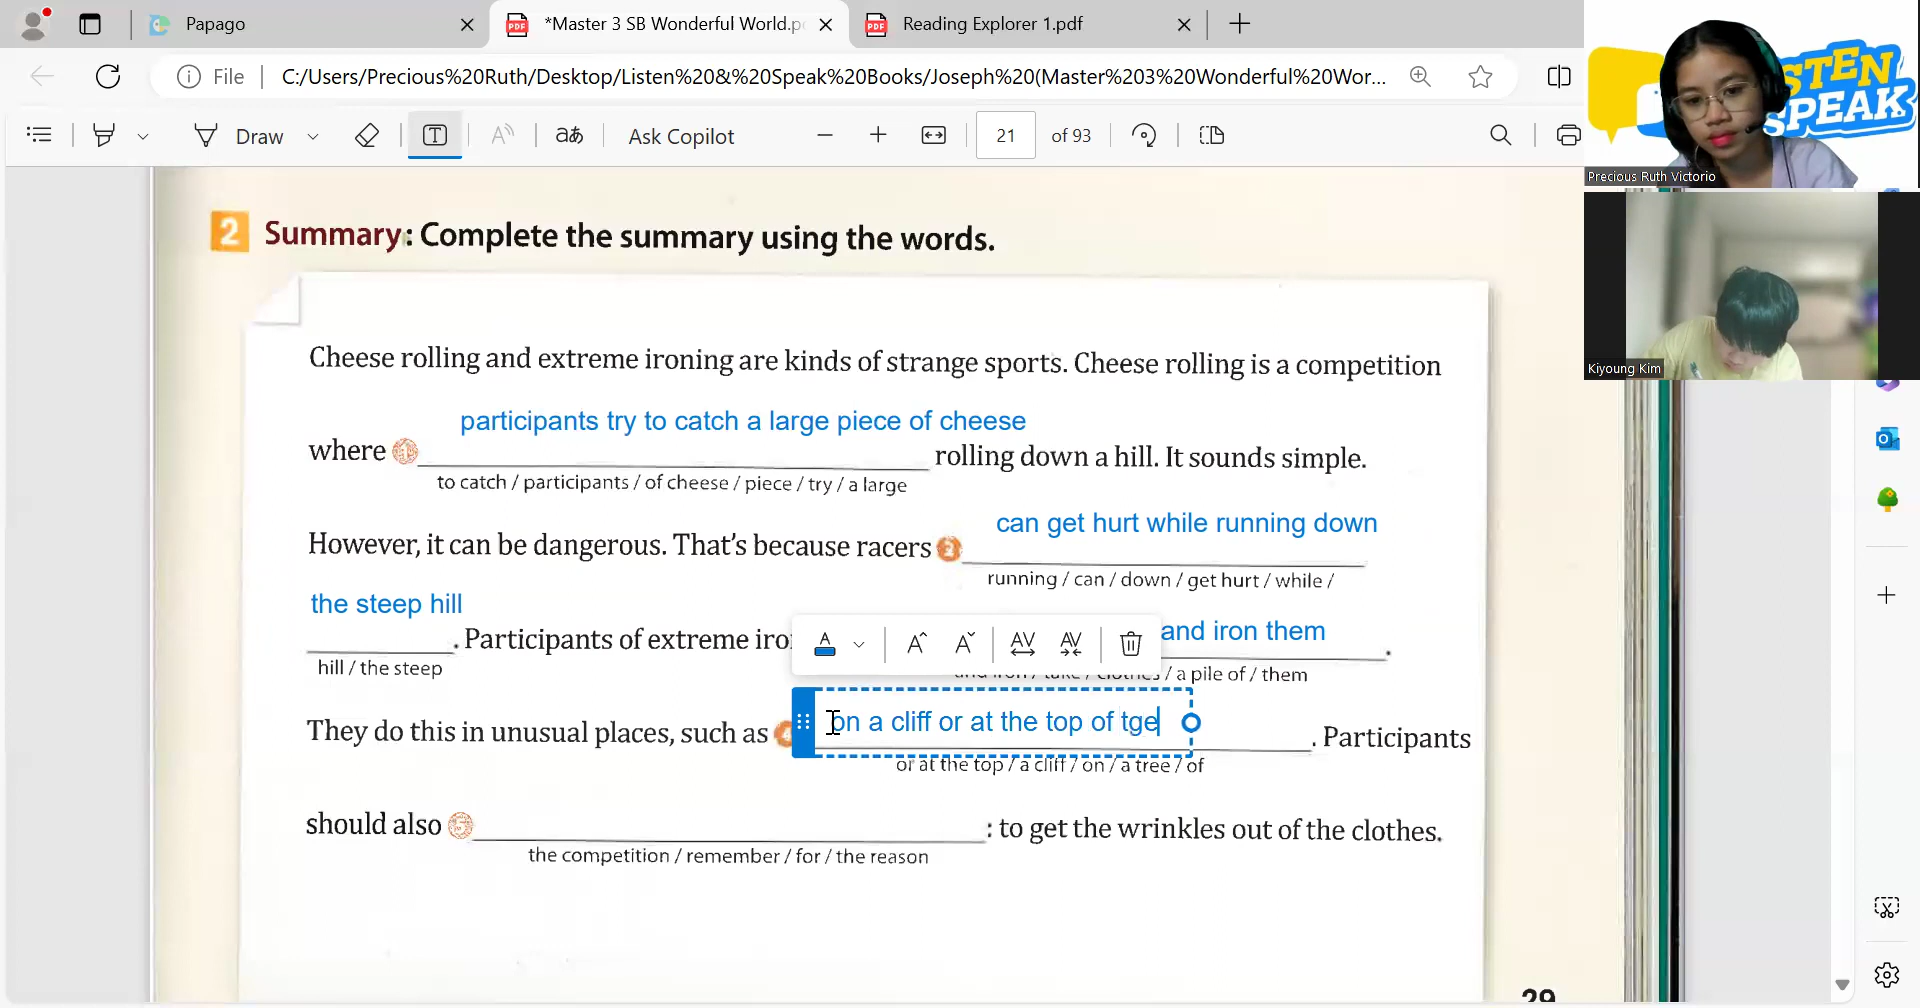 Papago
*Master 3 SB Wonderful World.p
Reading Explorer 1.pdf
File
C:/Users/Precious%20Ruth/Desktop/Listen%20&%20Speak%20Books/Joseph%20(Master%203%20Wonderful%20Wor...
Draw
Ask Copilot
21
of 93
STEN
SPEAK
Precious Ruth Victorio
Kiyoung Kim
2 Summary: Complete the summary using the words.
Cheese rolling and extreme ironing are kinds of strange sports. Cheese rolling is a competition
participants try to catch a large piece of cheese
where 1 rolling down a hill. It sounds simple.
to catch / participants / of cheese / piece / try / a large
can get hurt while running down
However, it can be dangerous. That's because racers 2
running / can / down / get hurt / while /
the steep hill
. Participants of extreme iro and iron them .
hill / the steep
and iron / take / clothes / a pile of / them
on a cliff or at the top of tge
They do this in unusual places, such as 4 . Participants
or at the top / a cliff / on / a tree / of
should also 5 : to get the wrinkles out of the clothes.
the competition / remember / for / the reason
29